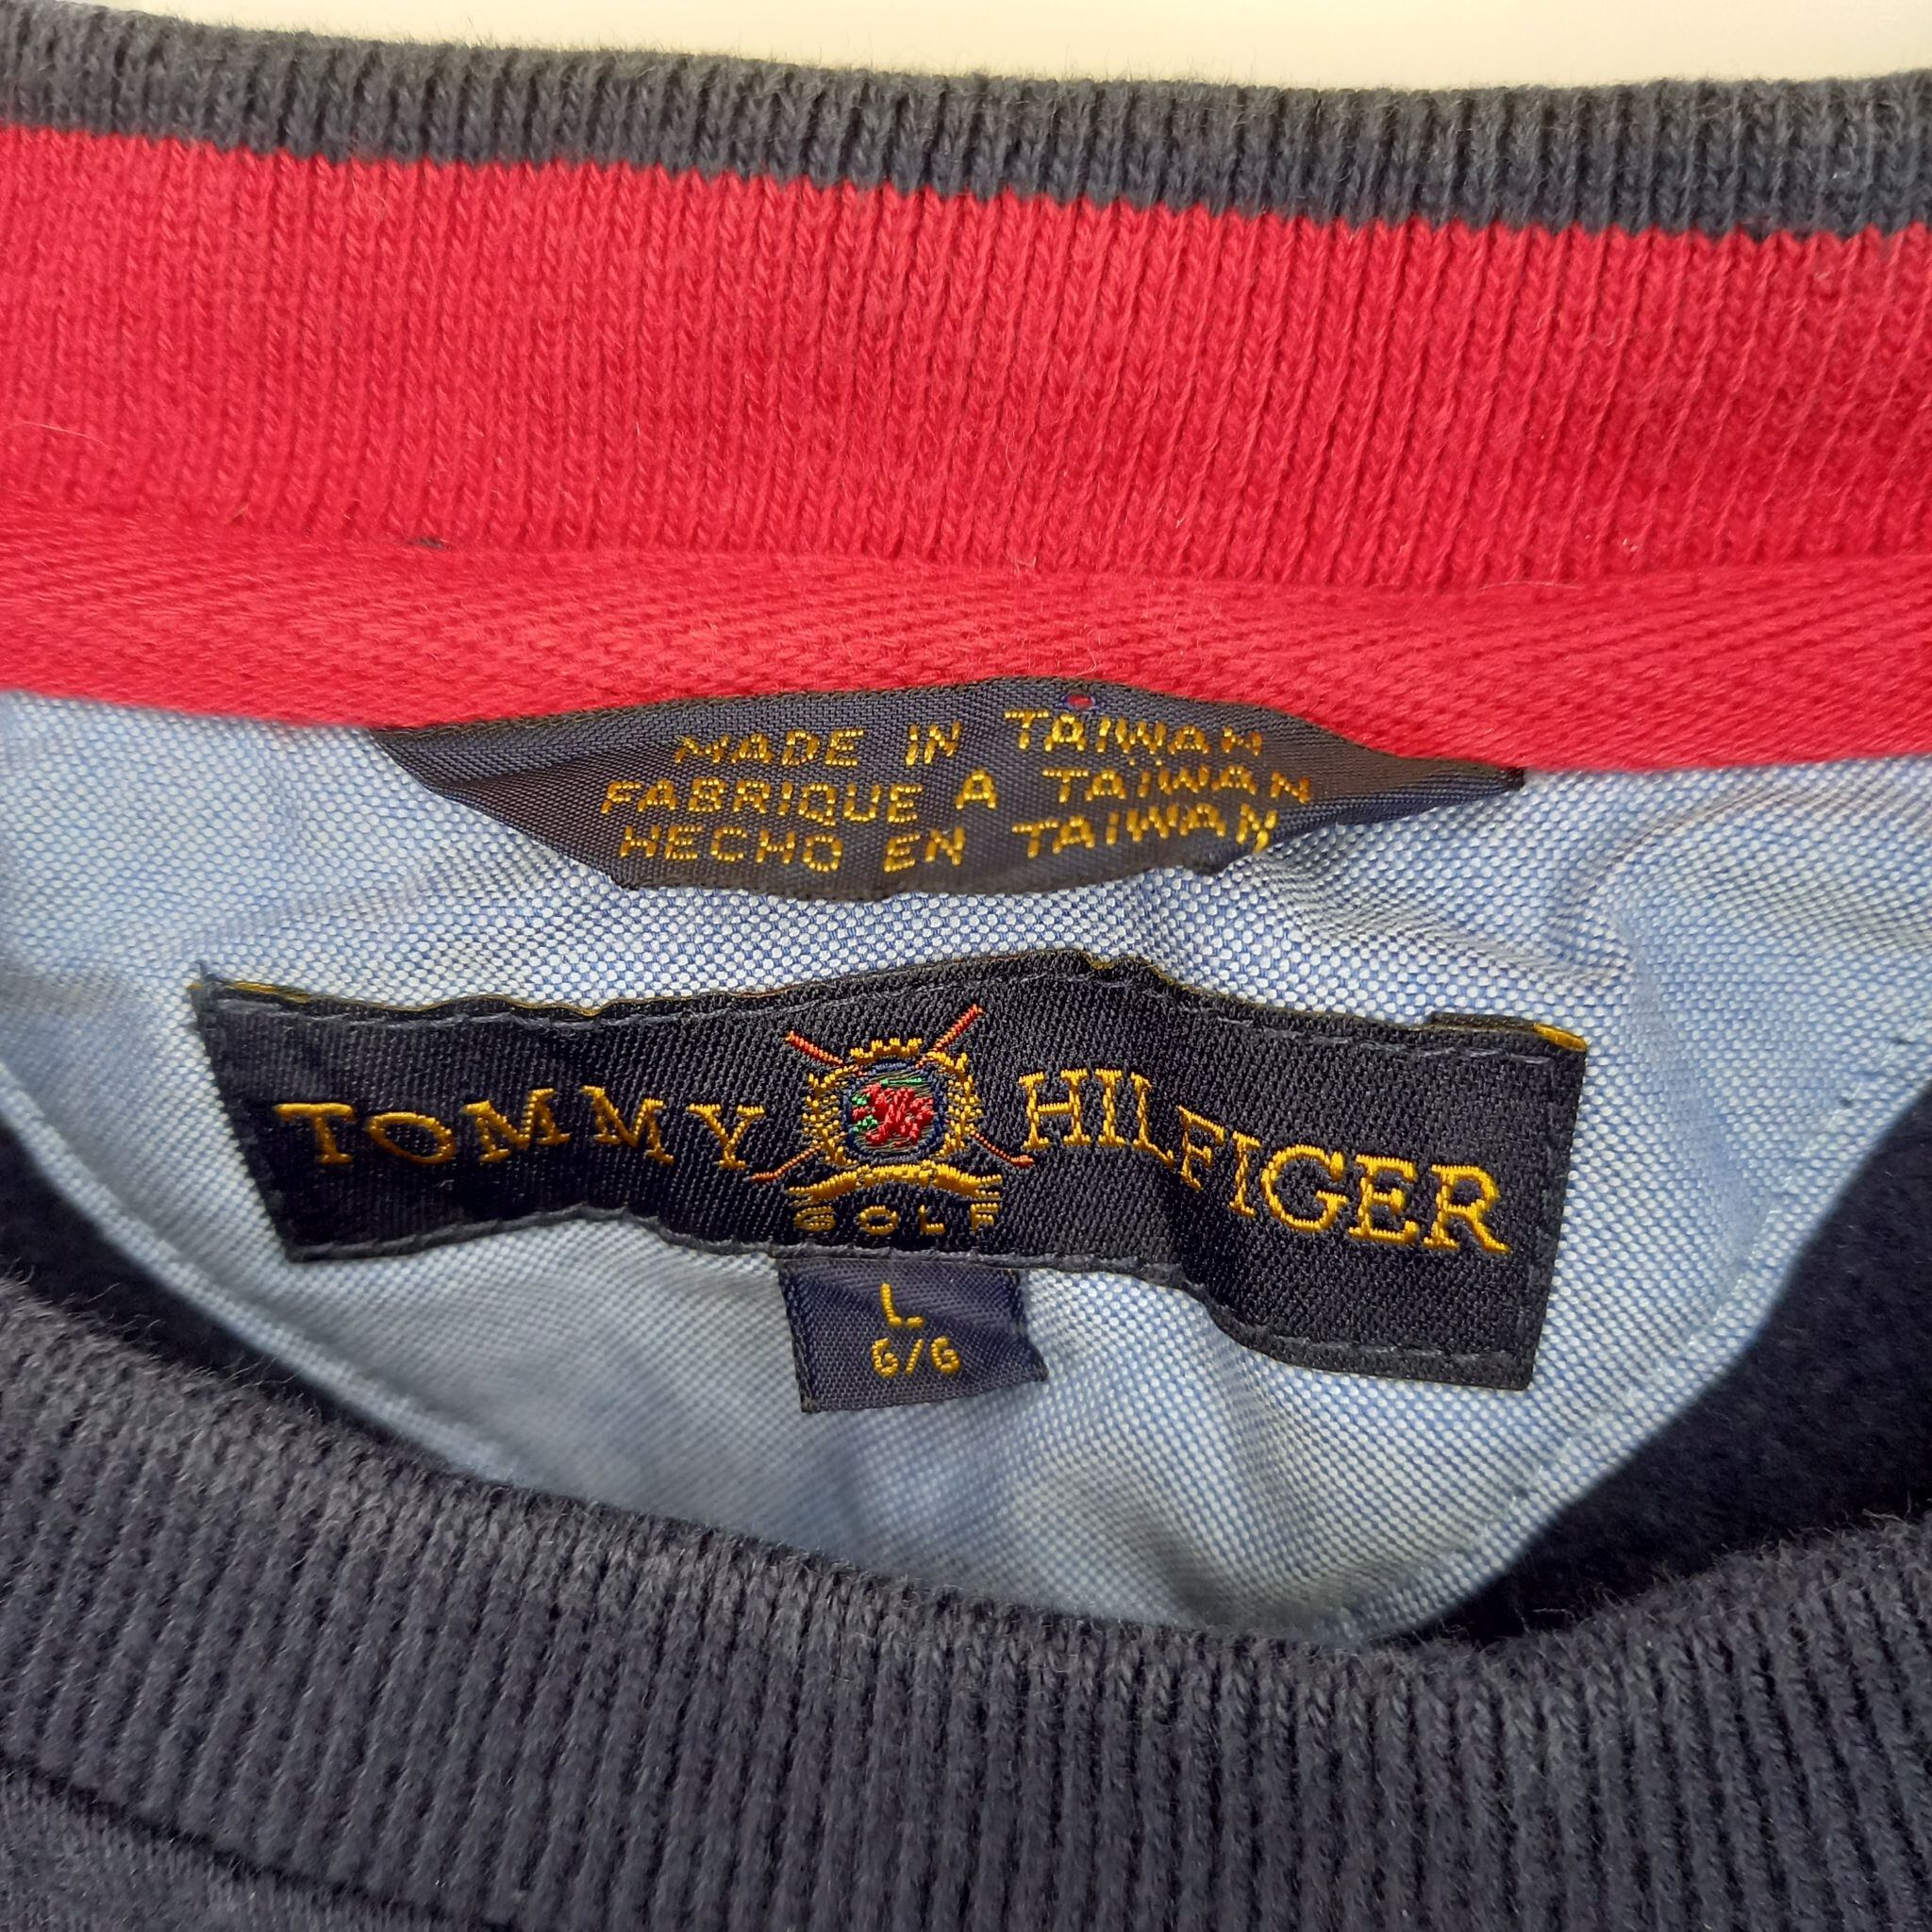 MADE IN TAIWAN
FABRIQUE A TAIWAN
HECHO EN TAIWAN
TOMMY HILFIGER
GOLF
L
G/G